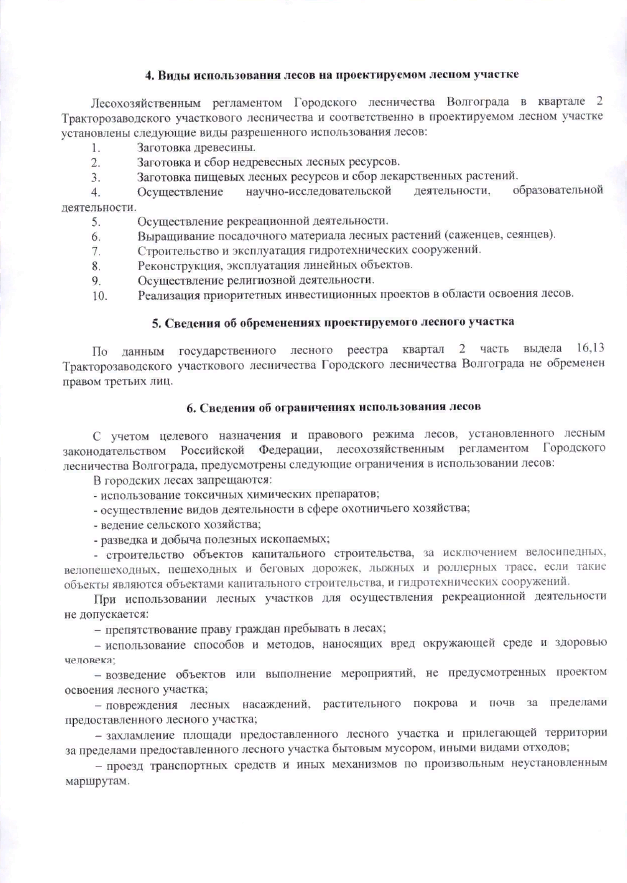 4. Виды использования лесов на проектируемом лесном участке
Лесохозяйственным регламентом Городского лесничества Волгограда в квартале 2
Тракторозаводского участкового лесничества и соответственно в проектируемом лесном участке
установлены следующие виды разрешенного использования лесов:
1. Заготовка древесины.
2. Заготовка и сбор недревесных лесных ресурсов.
3. Заготовка пищевых лесных ресурсов и сбор лекарственных растений.
4. Осуществление научно-исследовательской деятельности, образовательной
деятельности.
5. Осуществление рекреационной деятельности.
6. Выращивание посадочного материала лесных растений (саженцев, сеянцев).
7. Строительство и эксплуатация гидротехнических сооружений.
8. Реконструкция, эксплуатация линейных объектов.
9. Осуществление религиозной деятельности.
10. Реализация приоритетных инвестиционных проектов в области освоения лесов.
5. Сведения об обременениях проектируемого лесного участка
По данным государственного лесного реестра квартал 2 часть выдела 16,13
Тракторозаводского участкового лесничества Городского лесничества Волгограда не обременен
правом третьих лиц.
6. Сведения об ограничениях использования лесов
С учетом целевого назначения и правового режима лесов, установленного лесным
законодательством Российской Федерации, лесохозяйственным регламентом Городского
лесничества Волгограда, предусмотрены следующие ограничения в использовании лесов:
В городских лесах запрещаются:
- использование токсичных химических препаратов;
- осуществление видов деятельности в сфере охотничьего хозяйства;
- ведение сельского хозяйства;
- разведка и добыча полезных ископаемых;
- строительство объектов капитального строительства, за исключением велосипедных,
велопешеходных, пешеходных и беговых дорожек, лыжных и роллерных трасс, если такие
объекты являются объектами капитального строительства, и гидротехнических сооружений.
При использовании лесных участков для осуществления рекреационной деятельности
не допускается:
– препятствование праву граждан пребывать в лесах;
– использование способов и методов, наносящих вред окружающей среде и здоровью
человека;
– возведение объектов или выполнение мероприятий, не предусмотренных проектом
освоения лесного участка;
– повреждения лесных насаждений, растительного покрова и почв за пределами
предоставленного лесного участка;
– захламление площади предоставленного лесного участка и прилегающей территории
за пределами предоставленного лесного участка бытовым мусором, иными видами отходов;
– проезд транспортных средств и иных механизмов по произвольным неустановленным
маршрутам.